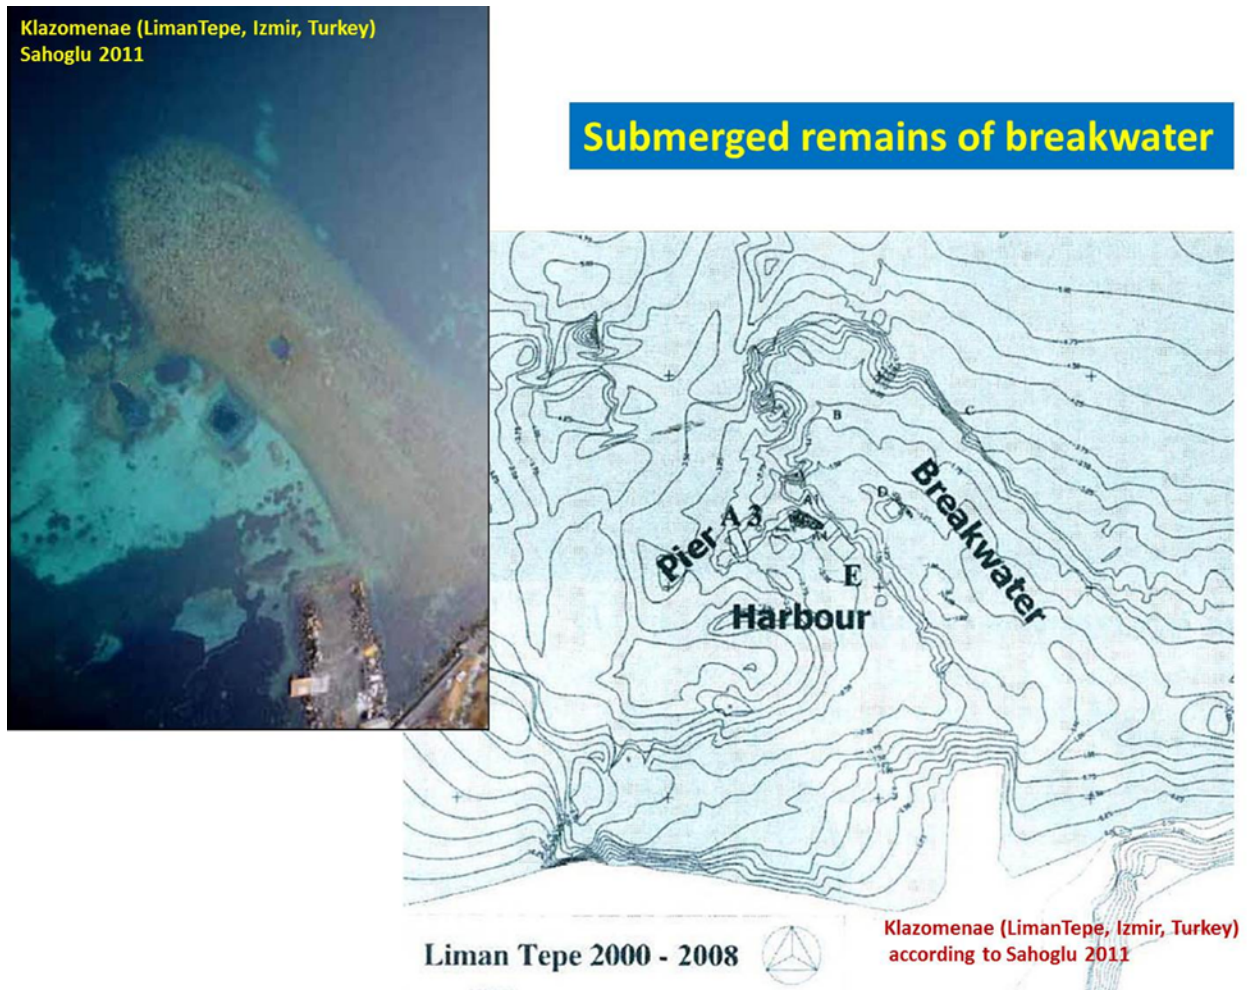 Klazomenae (LimanTepe, Izmir, Turkey)
Sahoglu 2011
Submerged remains of breakwater
B
C
D
A1
A 3
Pier
Breakwater
E
Harbour
Liman Tepe 2000 - 2008
Klazomenae (LimanTepe, Izmir, Turkey)
according to Sahoglu 2011